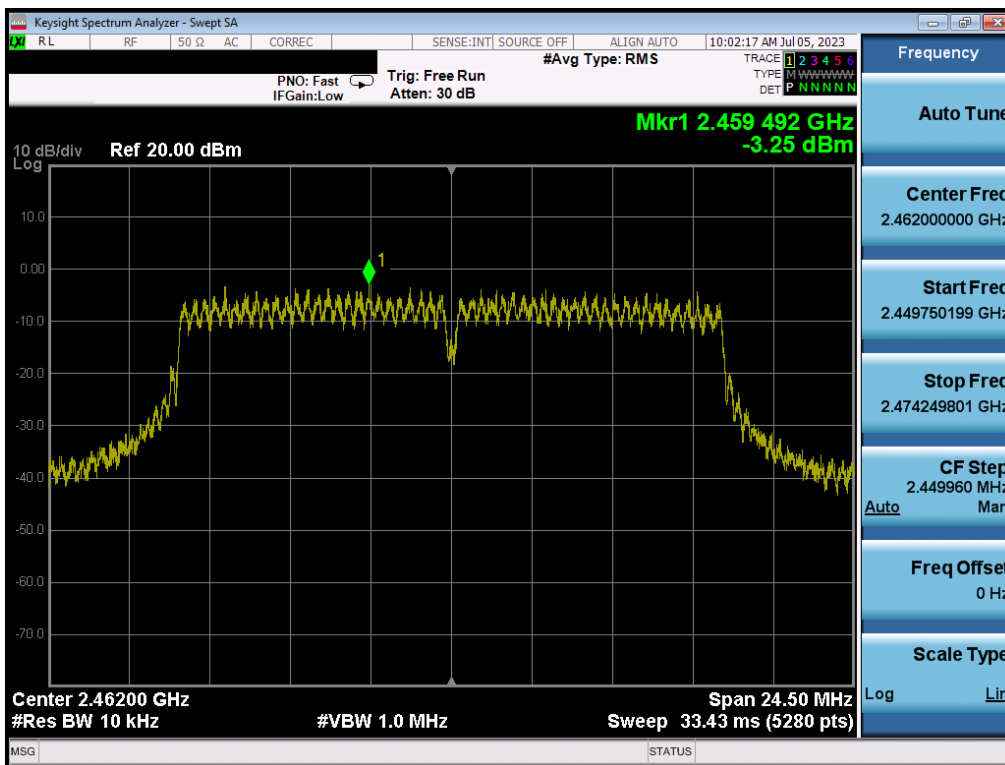 Keysight Spectrum Analyzer - Swept SA
LXI RL RF 50 Ω AC CORREC SENSE:INT SOURCE OFF ALIGN AUTO 10:02:17 AM Jul 05, 2023
#Avg Type: RMS TRACE 1 2 3 4 5 6
PNO: Fast Trig: Free Run TYPE M W W W W W
IFGain:Low Atten: 30 dB DET P N N N N N
Mkr1 2.459 492 GHz
-3.25 dBm
10 dB/div Ref 20.00 dBm
Log
1
10.0
0.00
-10.0
-20.0
-30.0
-40.0
-50.0
-60.0
-70.0
Center 2.46200 GHz Span 24.50 MHz
#Res BW 10 kHz #VBW 1.0 MHz Sweep 33.43 ms (5280 pts)
MSG STATUS
Frequency
Auto Tune
Center Freq
2.462000000 GHz
Start Freq
2.449750199 GHz
Stop Freq
2.474249801 GHz
CF Step
2.449960 MHz
Auto Man
Freq Offset
0 Hz
Scale Type
Log Lin